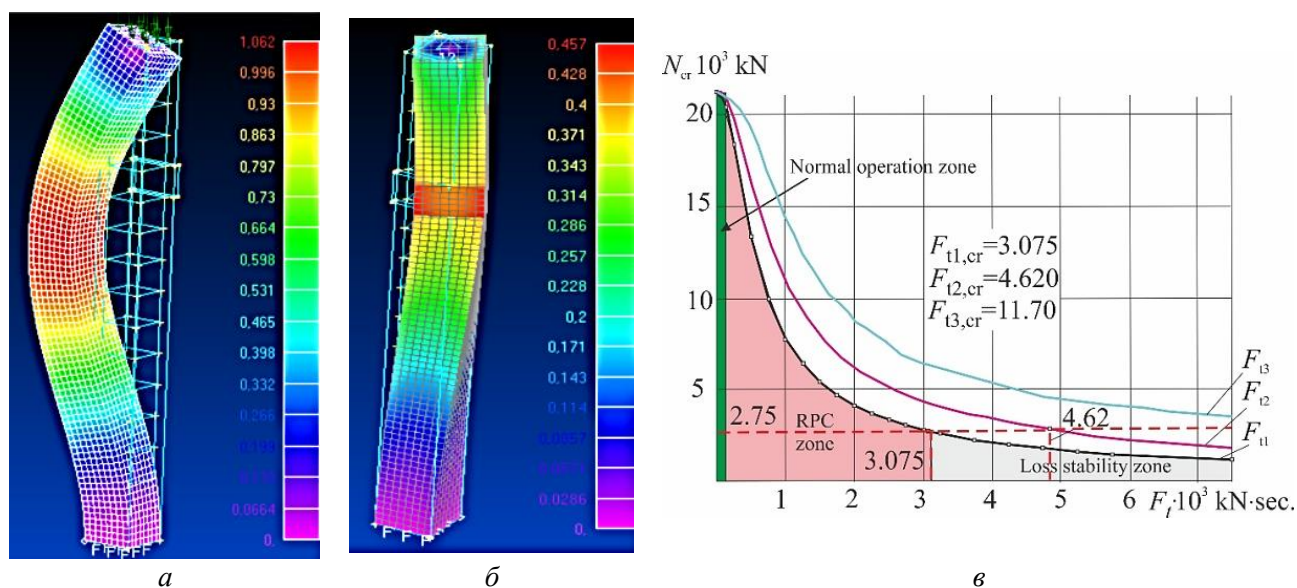 1.062
0.996
0.93
0.863
0,797
0.73
0,664
0,598
0,531
0,465
0,398
0,332
0,266
0,0664
0.
F
а
0,457
0,428
0,4
0,371
0,343
0,314
0,286
0,257
0,228
0,2
0,171
0,143
0,114
0,0857
0.0286
0.
F F F
б
N_cr 10³ kN
20
15
10
5
Normal operation zone
F_t1,cr=3.075
F_t2,cr=4.620
F_t3,cr=11.70
F_t3
F_t2
F_t1
2.75
RPC
zone
4.62
3.075
Loss stability zone
1 2 3 4 5 6 F_t·10³ kN·sec.
в